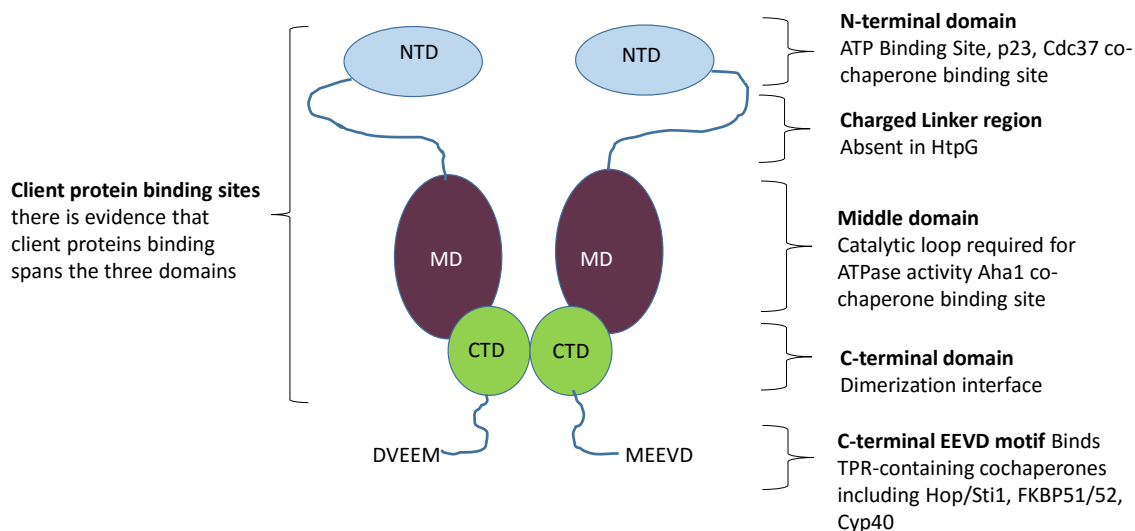 NTD
NTD
MD
MD
CTD
CTD
DVEEM
MEEVD
Client protein binding sites
there is evidence that
client proteins binding
spans the three domains
N-terminal domain
ATP Binding Site, p23, Cdc37 co-
chaperone binding site
Charged Linker region
Absent in HtpG
Middle domain
Catalytic loop required for
ATPase activity Aha1 co-
chaperone binding site
C-terminal domain
Dimerization interface
C-terminal EEVD motif Binds
TPR-containing cochaperones
including Hop/Sti1, FKBP51/52,
Cyp40